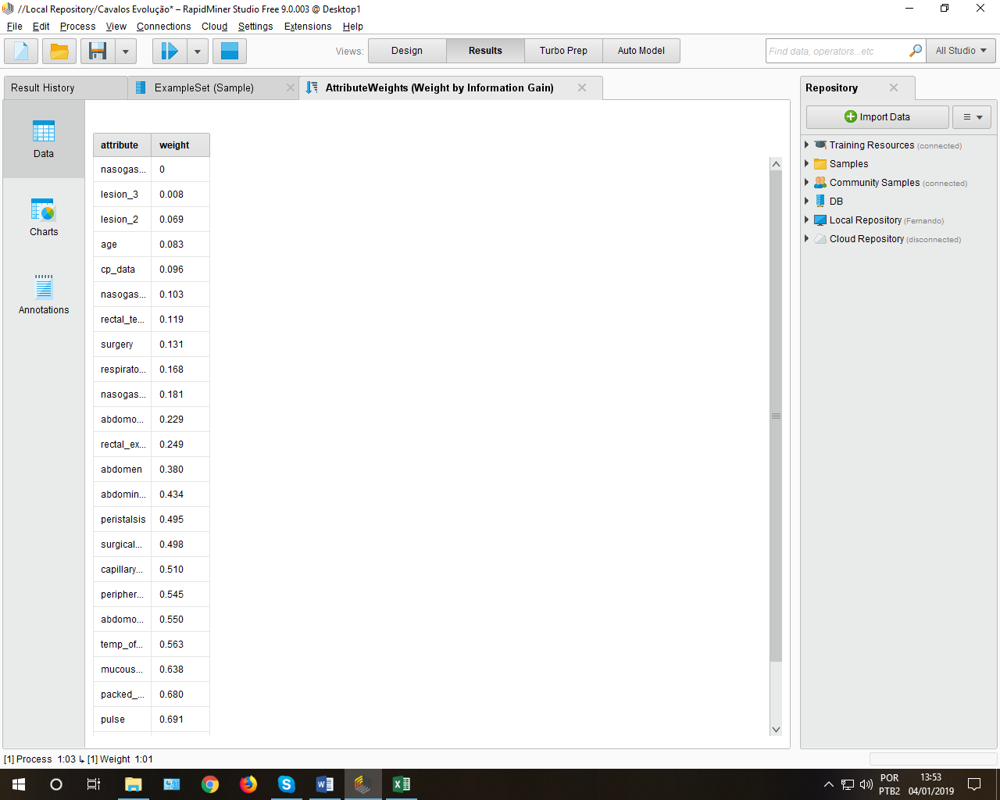 //Local Repository/Cavalos Evolução* – RapidMiner Studio Free 9.0.003 @ Desktop1
File Edit Process View Connections Cloud Settings Extensions Help
Views: Design Results Turbo Prep Auto Model Find data, operators...etc All Studio
Result History ExampleSet (Sample) AttributeWeights (Weight by Information Gain) Repository
Import Data
Data
Charts
Annotations
attribute weight
nasogas... 0
lesion_3 0.008
lesion_2 0.069
age 0.083
cp_data 0.096
nasogas... 0.103
rectal_te... 0.119
surgery 0.131
respirato... 0.168
nasogas... 0.181
abdomo... 0.229
rectal_ex... 0.249
abdomen 0.380
abdomin... 0.434
peristalsis 0.495
surgical... 0.498
capillary... 0.510
peripher... 0.545
abdomo... 0.550
temp_of... 0.563
mucous... 0.638
packed_... 0.680
pulse 0.691
Training Resources (connected)
Samples
Community Samples (connected)
DB
Local Repository (Fernando)
Cloud Repository (disconnected)
[1] Process 1:03 ↳ [1] Weight 1:01
POR
PTB2
13:53
04/01/2019